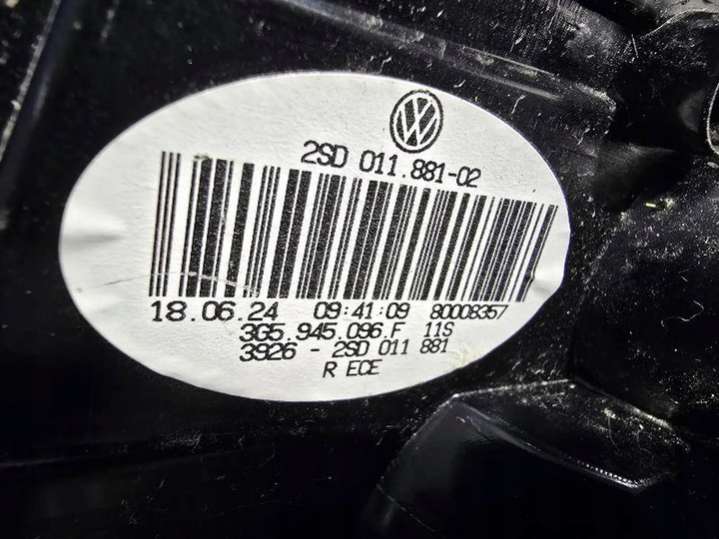 2SD 011.881-02
18.06.24 09:41:09 80008357
3G5.945.096.F 11S
3926 - 2SD 011 881
R ECE